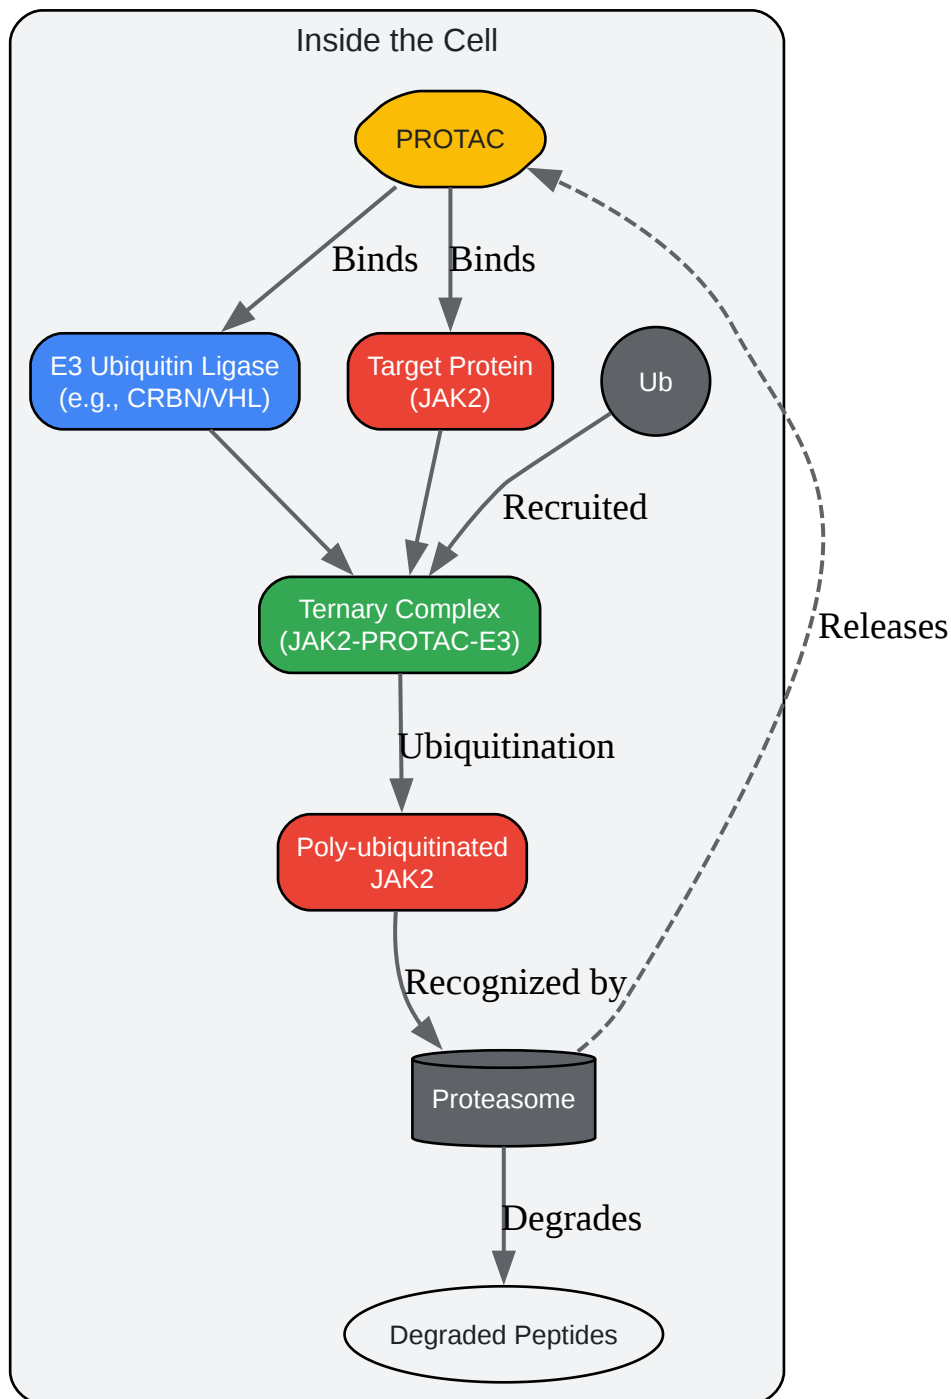 Inside the Cell
PROTAC
Binds
Binds
E3 Ubiquitin Ligase
(e.g., CRBN/VHL)
Target Protein
(JAK2)
Ub
Recruited
Ternary Complex
(JAK2-PROTAC-E3)
Releases
Ubiquitination
Poly-ubiquitinated
JAK2
Recognized by
Proteasome
Degrades
Degraded Peptides